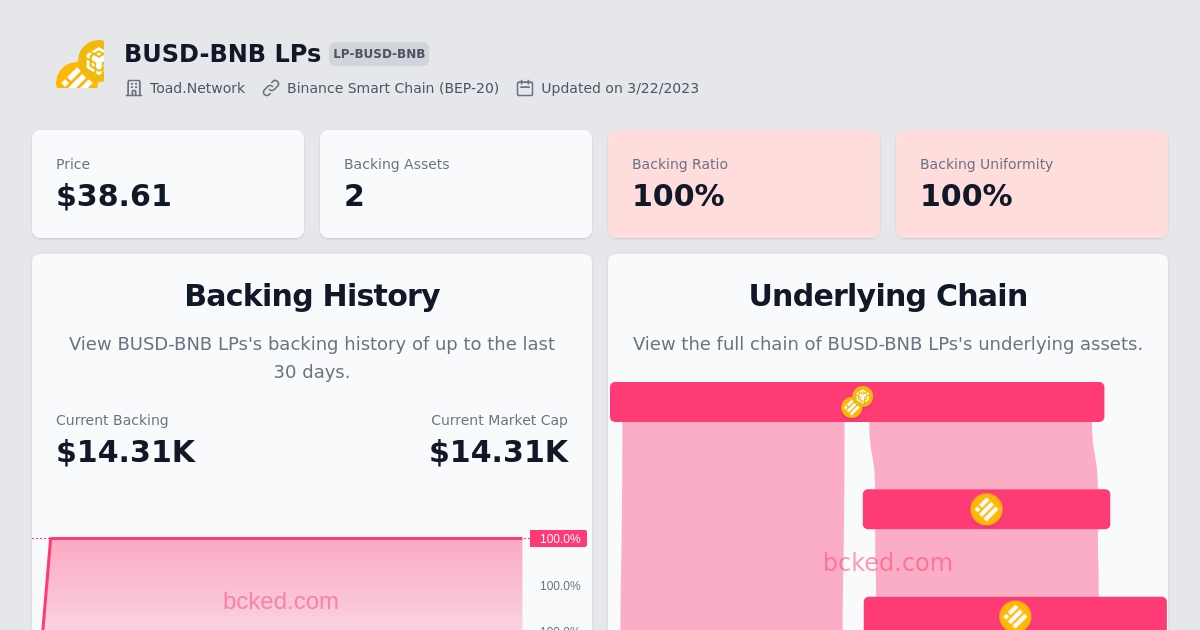 BUSD-BNB LPs LP-BUSD-BNB
Toad.Network Binance Smart Chain (BEP-20) Updated on 3/22/2023
Price
$38.61
Backing Assets
2
Backing Ratio
100%
Backing Uniformity
100%
Backing History
View BUSD-BNB LPs's backing history of up to the last
30 days.
Current Backing
$14.31K
Current Market Cap
$14.31K
100.0%
100.0%
100.0%
bcked.com
Underlying Chain
View the full chain of BUSD-BNB LPs's underlying assets.
bcked.com